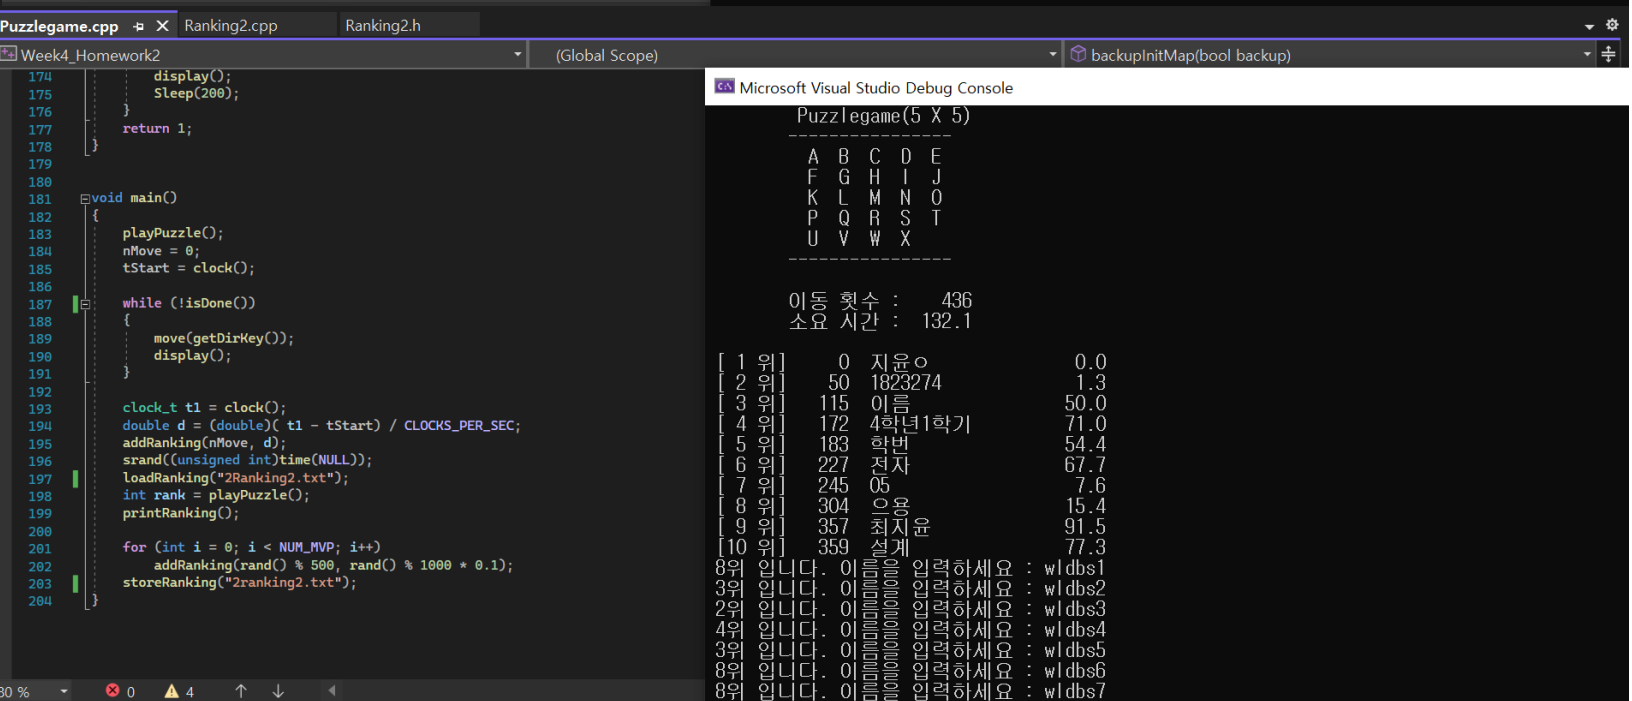 Puzzlegame.cpp Ranking2.cpp Ranking2.h
Week4_Homework2 (Global Scope) backupInitMap(bool backup)
174 display();
175 Sleep(200);
176 }
177 return 1;
178 }
179
180
181 void main()
182 {
183 playPuzzle();
184 nMove = 0;
185 tStart = clock();
186
187 while (!isDone())
188 {
189 move(getDirKey());
190 display();
191 }
192
193 clock_t t1 = clock();
194 double d = (double)( t1 - tStart) / CLOCKS_PER_SEC;
195 addRanking(nMove, d);
196 srand((unsigned int)time(NULL));
197 loadRanking("2Ranking2.txt");
198 int rank = playPuzzle();
199 printRanking();
200
201 for (int i = 0; i < NUM_MVP; i++)
202 addRanking(rand() % 500, rand() % 1000 * 0.1);
203 storeRanking("2ranking2.txt");
204 }
80 % 0 4
Microsoft Visual Studio Debug Console
Puzzlegame(5 X 5)
----------------
A B C D E
F G H I J
K L M N O
P Q R S T
U V W X
----------------
이동 횟수 : 436
소요 시간 : 132.1
[ 1 위] 0 지윤ㅇ 0.0
[ 2 위] 50 1823274 1.3
[ 3 위] 115 이름 50.0
[ 4 위] 172 4학년1학기 71.0
[ 5 위] 183 학번 54.4
[ 6 위] 227 전자 67.7
[ 7 위] 245 05 7.6
[ 8 위] 304 으용 15.4
[ 9 위] 357 최지윤 91.5
[10 위] 359 설계 77.3
8위 입니다. 이름을 입력하세요 : wldbs1
3위 입니다. 이름을 입력하세요 : wldbs2
2위 입니다. 이름을 입력하세요 : wldbs3
4위 입니다. 이름을 입력하세요 : wldbs4
3위 입니다. 이름을 입력하세요 : wldbs5
8위 입니다. 이름을 입력하세요 : wldbs6
8위 입니다. 이름을 입력하세요 : wldbs7